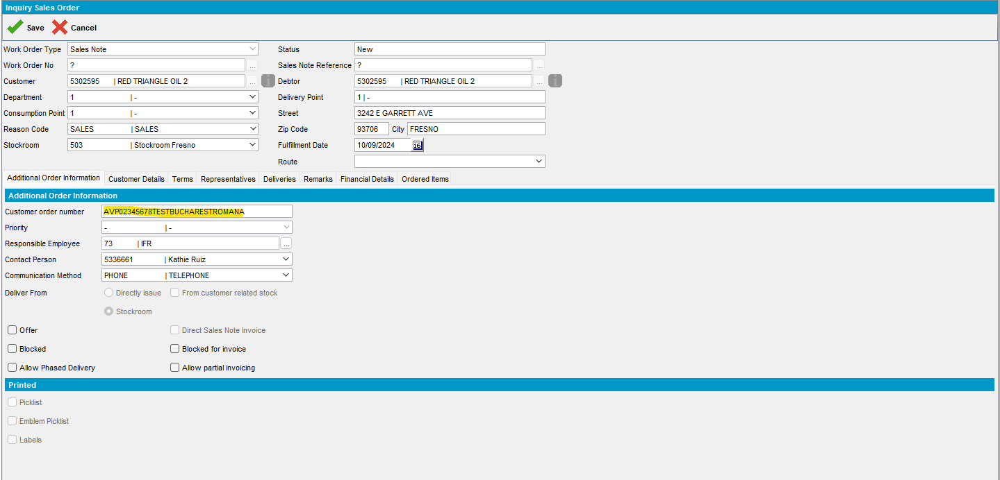 Inquiry Sales Order
Save Cancel
Work Order Type Sales Note Status New
Work Order No ? ... Sales Note Reference ? ...
Customer 5302595 | RED TRIANGLE OIL 2 ... i Debtor 5302595 | RED TRIANGLE OIL 2 ... i
Department 1 | - Delivery Point 1 | -
Consumption Point 1 | - Street 3242 E GARRETT AVE
Reason Code SALES | SALES Zip Code 93706 City FRESNO
Stockroom 503 | Stockroom Fresno Fulfillment Date 10/09/2024 16
Route
Additional Order Information Customer Details Terms Representatives Deliveries Remarks Financial Details Ordered Items
Additional Order Information
Customer order number AVP02345678TESTBUCHARESTROMANA
Priority - | -
Responsible Employee 73 | IFR ...
Contact Person 5336661 | Kathie Ruiz
Communication Method PHONE | TELEPHONE
Deliver From Directly issue From customer related stock
Stockroom
Offer Direct Sales Note Invoice
Blocked Blocked for invoice
Allow Phased Delivery Allow partial invoicing
Printed
Picklist
Emblem Picklist
Labels